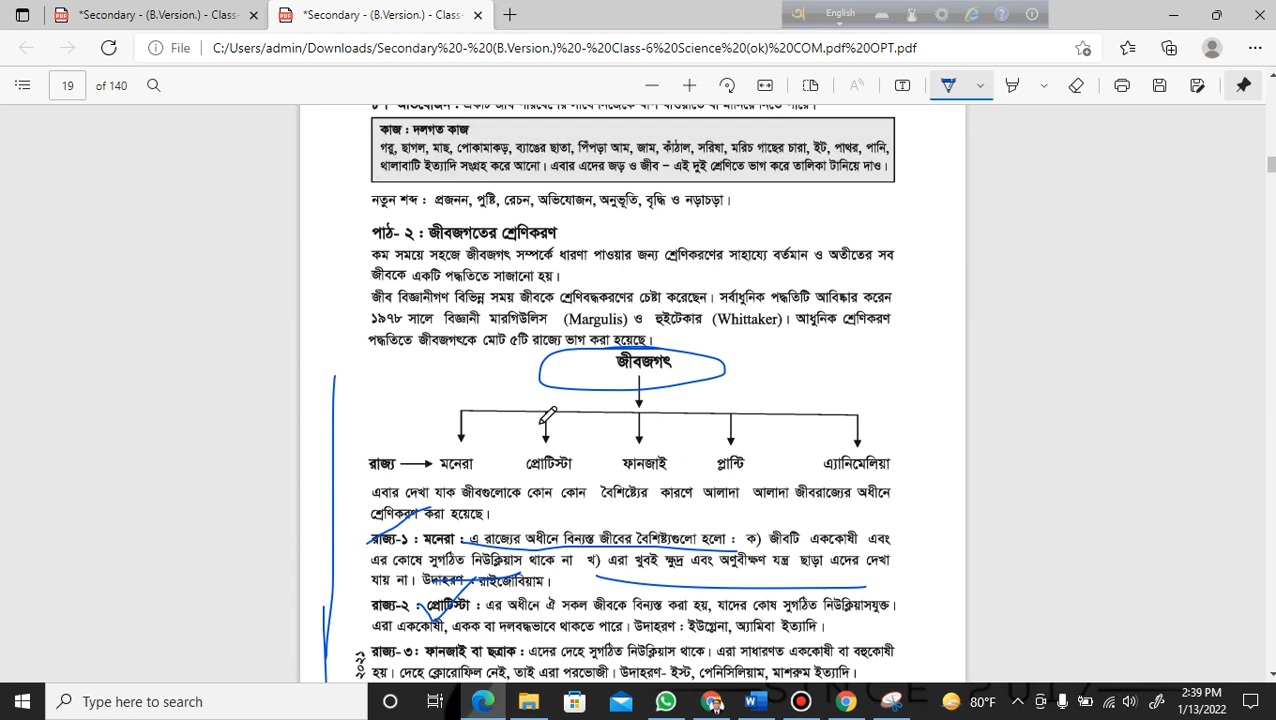 *Secondary - (B.Version.) - Class-
*Secondary - (B.Version.) - Class-
English
File
C:/Users/admin/Downloads/Secondary%20-%20(B.Version.)%20-%20Class-6%20Science%20(ok)%20COM.pdf%20OPT.pdf
19 of 140
কাজ : দলগত কাজ
গরু, ছাগল, মাছ, পোকামাকড়, ব্যাঙের ছাতা, পিঁপড়া আম, জাম, কাঁঠাল, সরিষা, মরিচ গাছের চারা, ইট, পাথর, পানি,
থালাবাটি ইত্যাদি সংগ্রহ করে আনো। এবার এদের জড় ও জীব – এই দুই শ্রেণিতে ভাগ করে তালিকা টানিয়ে দাও।
নতুন শব্দ : প্রজনন, পুষ্টি, রেচন, অভিযোজন, অনুভূতি, বৃদ্ধি ও নড়াচড়া।
পাঠ- ২ : জীবজগতের শ্রেণিকরণ
কম সময়ে সহজে জীবজগৎ সম্পর্কে ধারণা পাওয়ার জন্য শ্রেণিকরণের সাহায্যে বর্তমান ও অতীতের সব
জীবকে একটি পদ্ধতিতে সাজানো হয়।
জীব বিজ্ঞানীগণ বিভিন্ন সময় জীবকে শ্রেণিবদ্ধকরণের চেষ্টা করেছেন। সর্বাধুনিক পদ্ধতিটি আবিষ্কার করেন
১৯৭৮ সালে বিজ্ঞানী মারগিউলিস (Margulis) ও হুইটেকার (Whittaker)। আধুনিক শ্রেণিকরণ
পদ্ধতিতে জীবজগৎকে মোট ৫টি রাজ্যে ভাগ করা হয়েছে।
জীবজগৎ
রাজ্য মনেরা প্রোটিস্টা ফানজাই প্লান্টি এ্যানিমেলিয়া
এবার দেখা যাক জীবগুলোকে কোন কোন বৈশিষ্ট্যের কারণে আলাদা আলাদা জীবরাজ্যের অধীনে
শ্রেণিকরণ করা হয়েছে।
রাজ্য-১ : মনেরা : এ রাজ্যের অধীনে বিন্যস্ত জীবের বৈশিষ্ট্যগুলো হলো : ক) জীবটি এককোষী এবং
এর কোষে সুগঠিত নিউক্লিয়াস থাকে না খ) এরা খুবই ক্ষুদ্র এবং অণুবীক্ষণ যন্ত্র ছাড়া এদের দেখা
যায় না। উদাহরণ : রাইজোবিয়াম।
রাজ্য-২ : প্রোটিস্টা : এর অধীনে ঐ সকল জীবকে বিন্যস্ত করা হয়, যাদের কোষ সুগঠিত নিউক্লিয়াসযুক্ত।
এরা এককোষী, একক বা দলবদ্ধভাবে থাকতে পারে। উদাহরণ : ইউগ্লেনা, অ্যামিবা ইত্যাদি।
রাজ্য-৩ : ফানজাই বা ছত্রাক : এদের দেহে সুগঠিত নিউক্লিয়াস থাকে। এরা সাধারণত এককোষী বা বহুকোষী
হয়। দেহে ক্লোরোফিল নেই, তাই এরা পরভোজী। উদাহরণ- ইস্ট, পেনিসিলিয়াম, মাশরুম ইত্যাদি।
২০২১
Type here to search
80°F
2:39 PM
1/13/2022